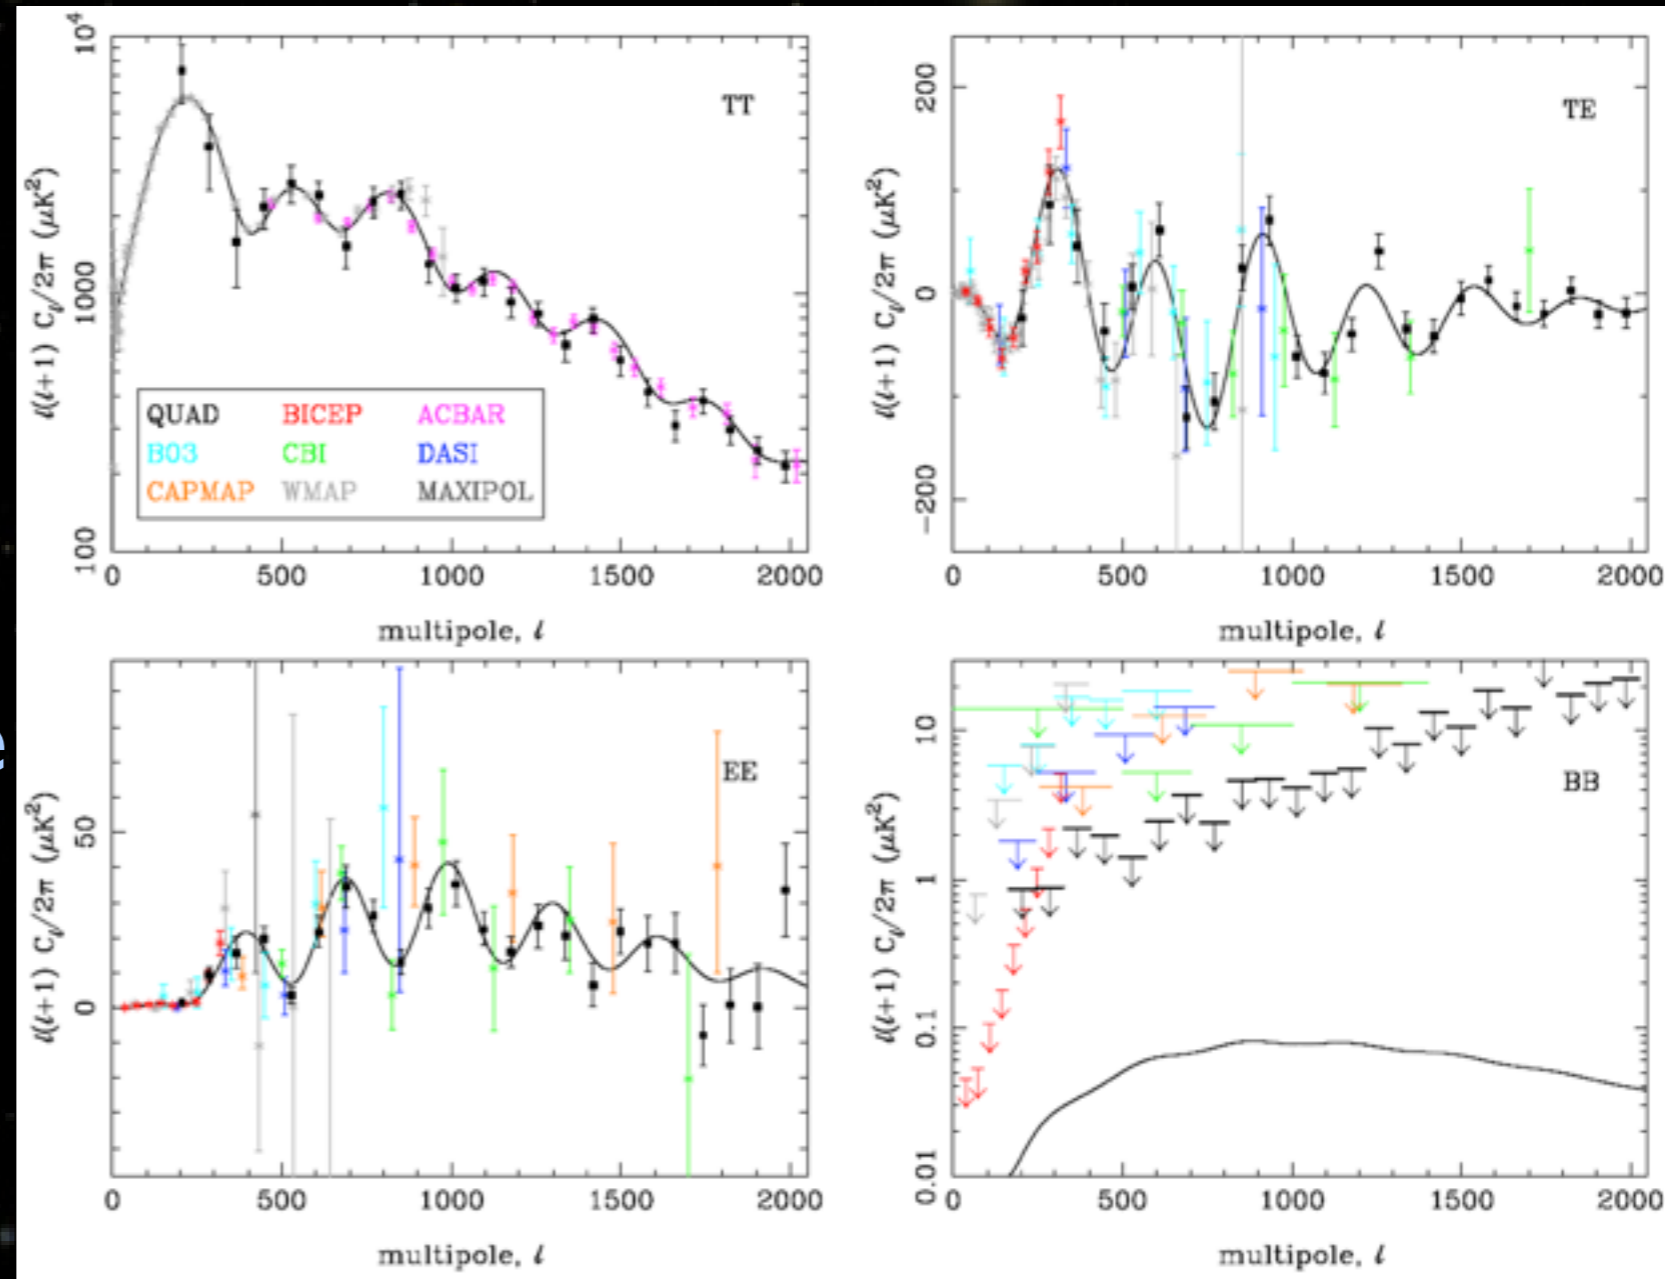 10⁴
1000
100
ℓ(ℓ+1) Cℓ/2π (μK²)
TT
QUAD BICEP ACBAR
B03 CBI DASI
CAPMAP WMAP MAXIPOL
0 500 1000 1500 2000
multipole, ℓ
200
0
−200
ℓ(ℓ+1) Cℓ/2π (μK²)
TE
0 500 1000 1500 2000
multipole, ℓ
50
0
ℓ(ℓ+1) Cℓ/2π (μK²)
EE
0 500 1000 1500 2000
multipole, ℓ
10
1
0.1
0.01
ℓ(ℓ+1) Cℓ/2π (μK²)
BB
0 500 1000 1500 2000
multipole, ℓ
e